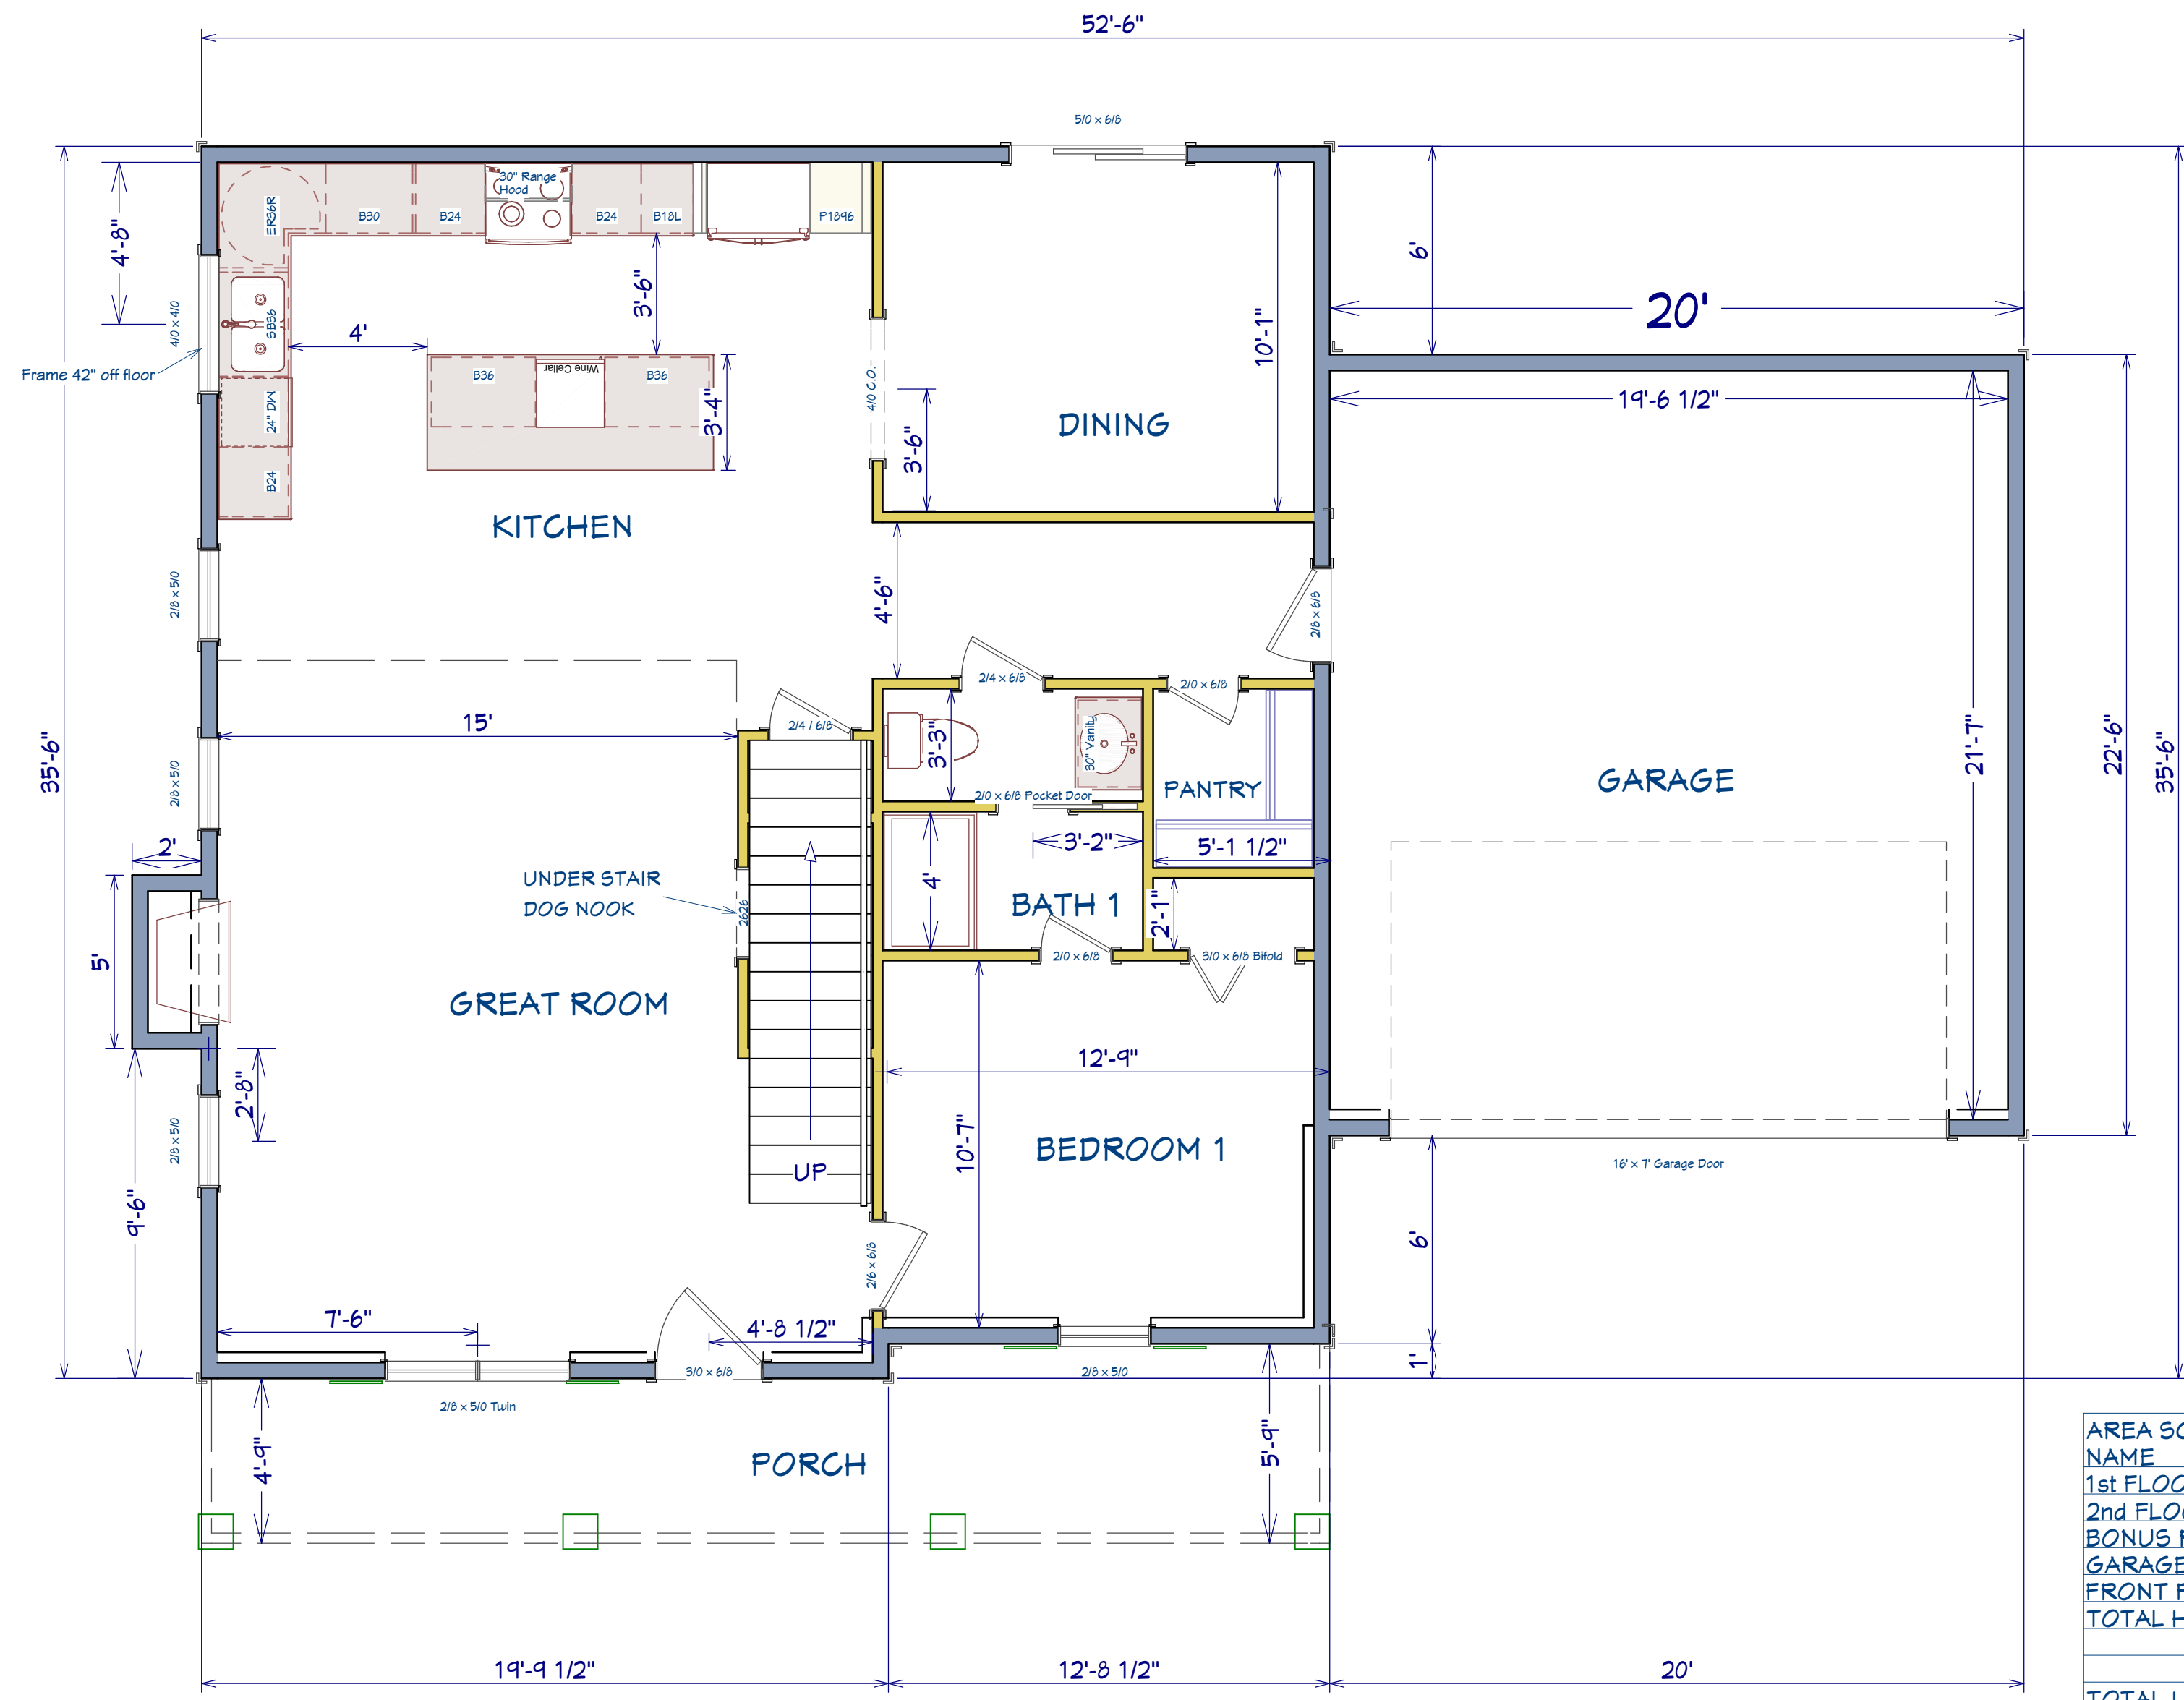 52'-6"
5/0 x 6/8
30" Range
Hood
ER36R
B30
B24
B24
B18L
P1896
4'-8"
6'
3'-6"
20'
4/0 x 4/0
SB36
4'
Frame 42" off floor
B36
Wine Cellar
B36
3'-4"
4/0 C.O.
10'-1"
19'-6 1/2"
24" DW
DINING
3'-6"
B24
KITCHEN
2/8 x 5/0
4'-6"
2/8 x 6/8
2/4 x 6/8
2/0 x 6/8
15'
2/4 / 6/8
3'-3"
30" Vanity
35'-6"
2/8 x 5/0
21'-7"
22'-6"
35'-6"
GARAGE
PANTRY
2/0 x 6/8 Pocket Door
2'
3'-2"
5'-1 1/2"
UNDER STAIR
DOG NOOK
2626
4'
BATH 1
2'-1"
5'
2/0 x 6/8
3/0 x 6/8 Bifold
GREAT ROOM
12'-9"
2'-8"
2/8 x 5/0
10'-7"
BEDROOM 1
UP
16' x 7' Garage Door
9'-6"
2/6 x 6/8
6'
7'-6"
4'-8 1/2"
1'
3/0 x 6/8
2/8 x 5/0
2/8 x 5/0 Twin
4'-9"
PORCH
5'-9"
AREA SC
NAME
1st FLOO
2nd FLO
BONUS
GARAGE
FRONT
TOTAL
19'-9 1/2"
12'-8 1/2"
20'
TOTAL